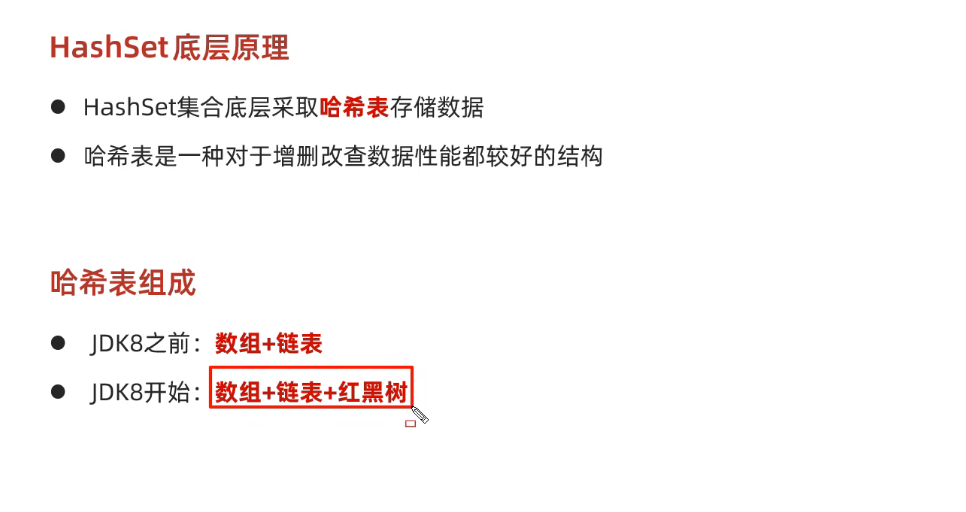 HashSet底层原理
● HashSet集合底层采取哈希表存储数据
● 哈希表是一种对于增删改查数据性能都较好的结构
哈希表组成
● JDK8之前：数组+链表
● JDK8开始：数组+链表+红黑树